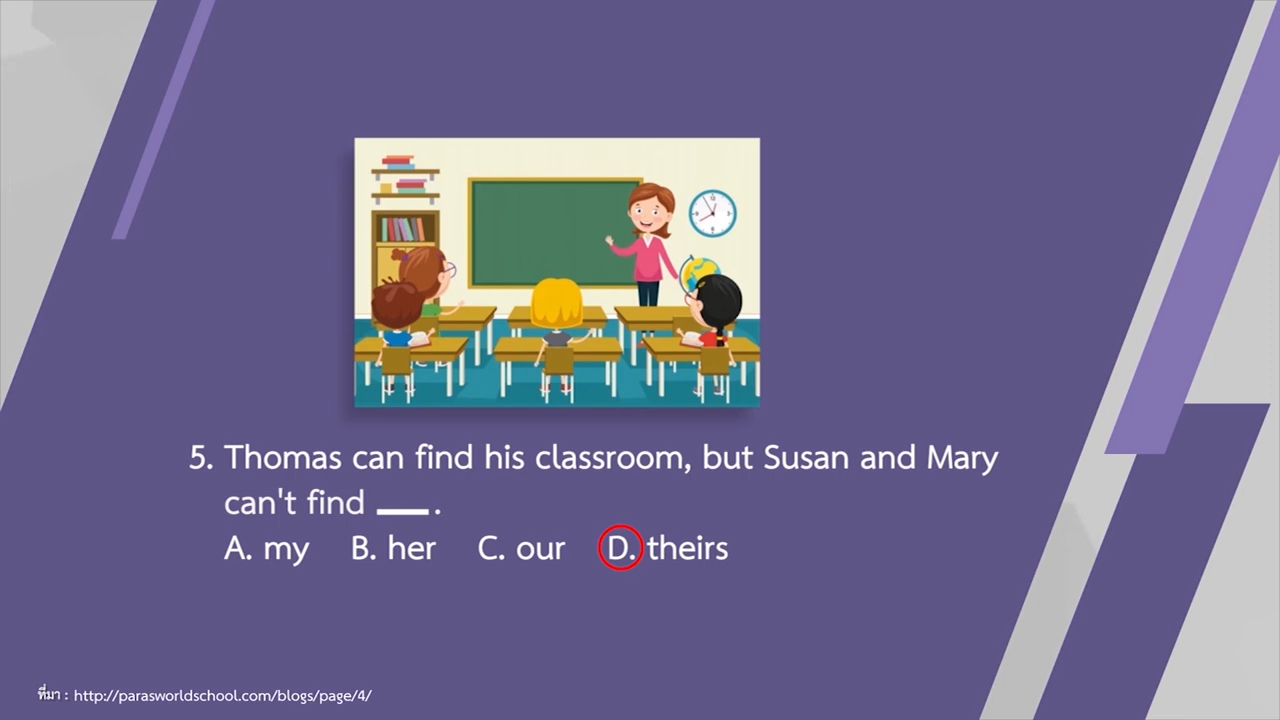 5. Thomas can find his classroom, but Susan and Mary
can't find ___ .
A. my B. her C. our D. theirs
ที่มา : http://parasworldschool.com/blogs/page/4/